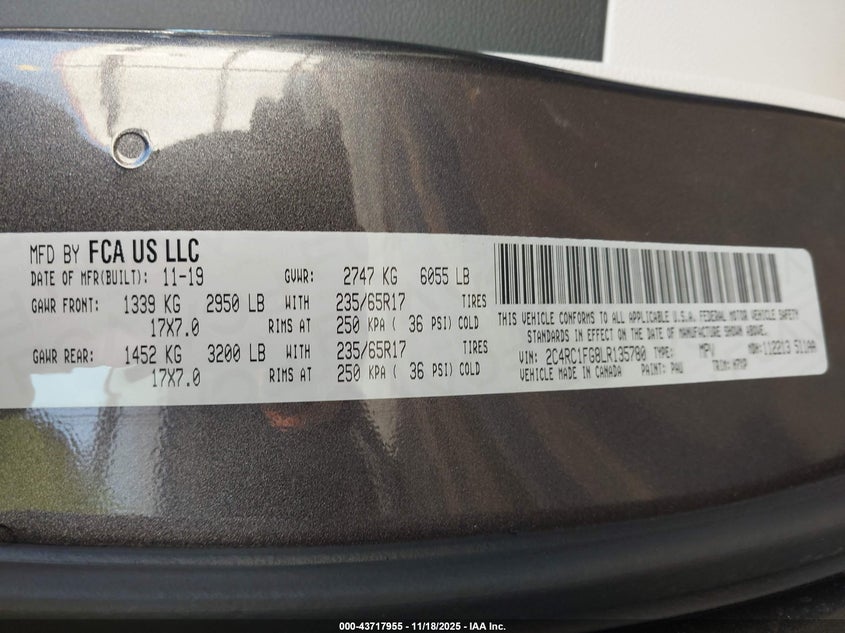 MFD BY FCA US LLC
DATE OF MFR(BUILT): 11-19 GVWR: 2747 KG 6055 LB
GAWR FRONT: 1339 KG 2950 LB WITH 235/65R17 TIRES
17X7.0 RIMS AT 250 KPA ( 36 PSI) COLD
GAWR REAR: 1452 KG 3200 LB WITH 235/65R17 TIRES
17X7.0 RIMS AT 250 KPA ( 36 PSI) COLD
THIS VEHICLE CONFORMS TO ALL APPLICABLE U.S.A. FEDERAL MOTOR VEHICLE SAFETY
STANDARDS IN EFFECT ON THE DATE OF MANUFACTURE SHOWN ABOVE.
VIN: 2C4RC1FG8LR135780 TYPE: MPV MDH: 112213 511AA
VEHICLE MADE IN CANADA PAINT: PAU TRIM:
000-43717955 - 11/18/2025 - IAA Inc.